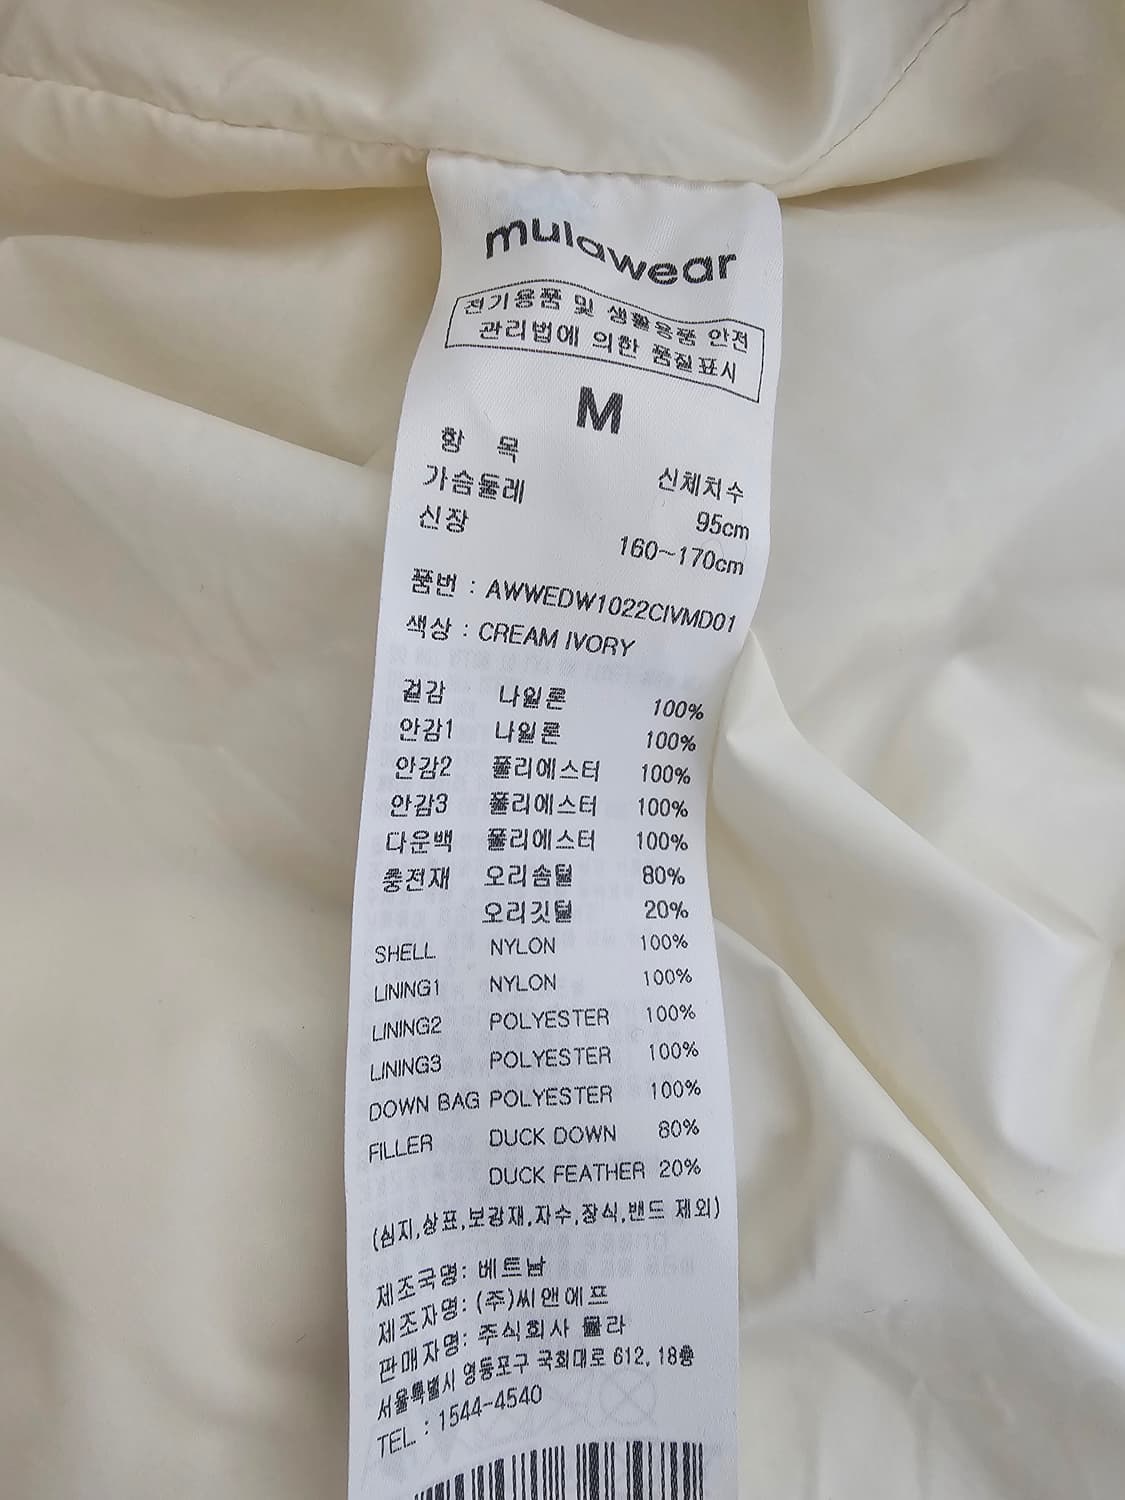 mulawear
전기용품 및 생활용품 안전
관리법에 의한 품질표시
M
항 목 신체치수
가슴둘레 95cm
신장 160~170cm
품번 : AWWEDW1022CIVMD01
색상 : CREAM IVORY
겉감 나일론 100%
안감1 나일론 100%
안감2 폴리에스터 100%
안감3 폴리에스터 100%
다운백 폴리에스터 100%
충전재 오리솜털 80%
오리깃털 20%
SHELL NYLON 100%
LINING1 NYLON 100%
LINING2 POLYESTER 100%
LINING3 POLYESTER 100%
DOWN BAG POLYESTER 100%
FILLER DUCK DOWN 80%
DUCK FEATHER 20%
(심지,상표,보강재,자수,장식,밴드 제외)
제조국명: 베트남
제조자명: (주)씨앤에프
판매자명: 주식회사 뮬라
서울특별시 영등포구 국회대로 612, 18층
TEL : 1544-4540